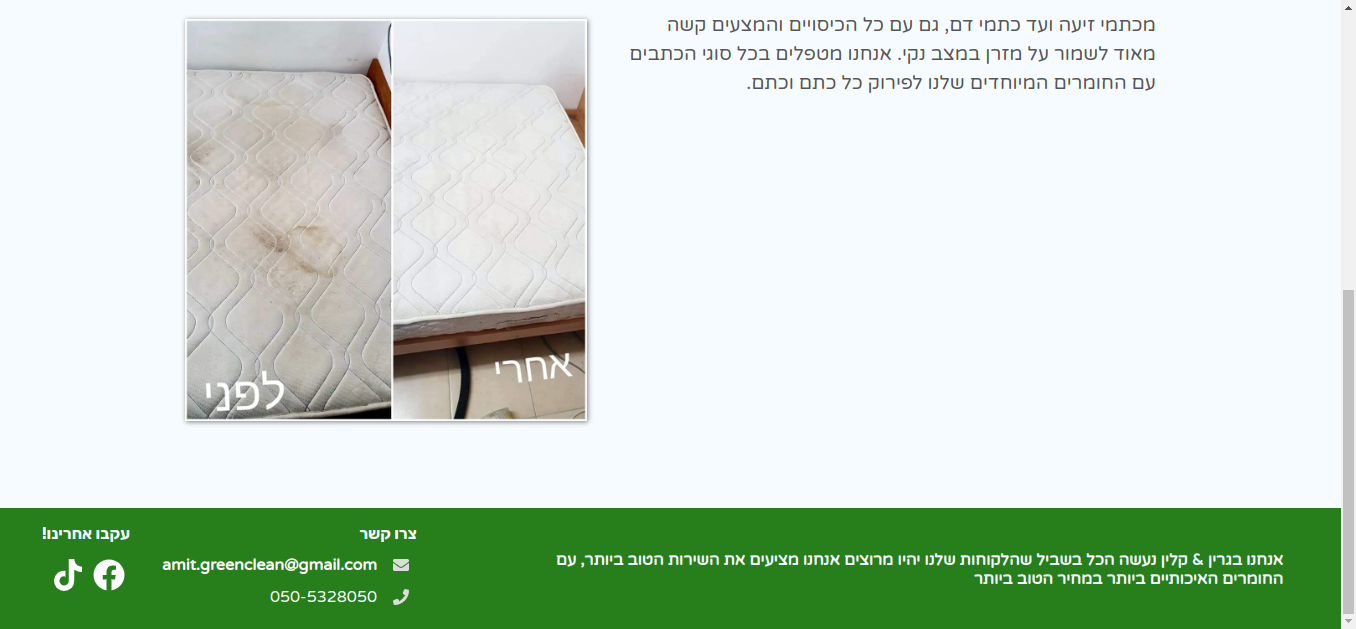 מכתמי זיעה ועד כתמי דם, גם עם כל הכיסויים והמצעים קשה
מאוד לשמור על מזרן במצב נקי. אנחנו מטפלים בכל סוגי הכתבים
עם החומרים המיוחדים שלנו לפירוק כל כתם וכתם.
אחרי
לפני
אנחנו בגרין & קלין נעשה הכל בשביל שהלקוחות שלנו יהיו מרוצים אנחנו מציעים את השירות הטוב ביותר, עם
החומרים האיכותיים ביותר במחיר הטוב ביותר
צרו קשר
amit.greenclean@gmail.com
050-5328050
עקבו אחרינו!